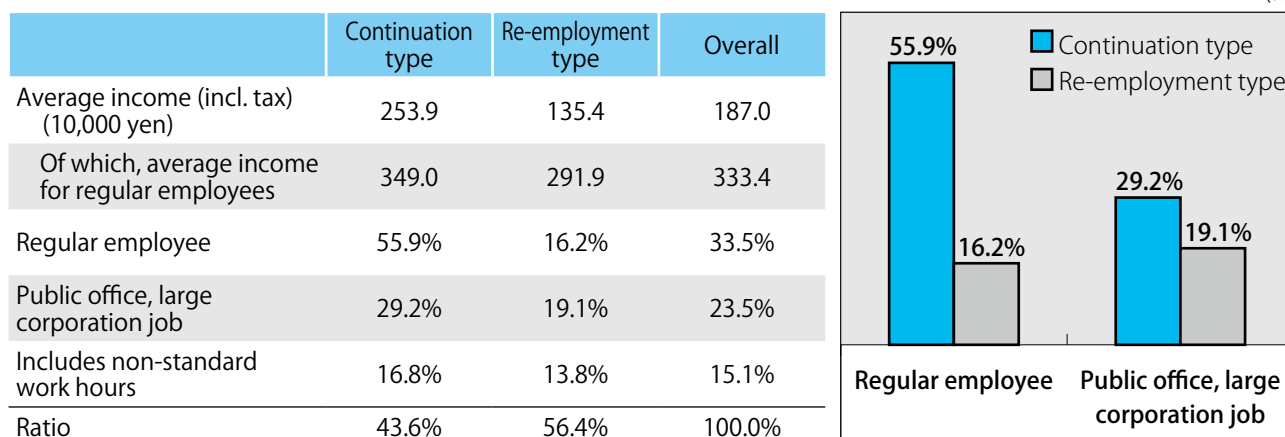 Continuation type Re-employment type Overall
Average income (incl. tax) (10,000 yen) 253.9 135.4 187.0
Of which, average income for regular employees 349.0 291.9 333.4
Regular employee 55.9% 16.2% 33.5%
Public office, large corporation job 29.2% 19.1% 23.5%
Includes non-standard work hours 16.8% 13.8% 15.1%
Ratio 43.6% 56.4% 100.0%
Continuation type
Re-employment type
55.9%
16.2%
29.2%
19.1%
Regular employee
Public office, large
corporation job